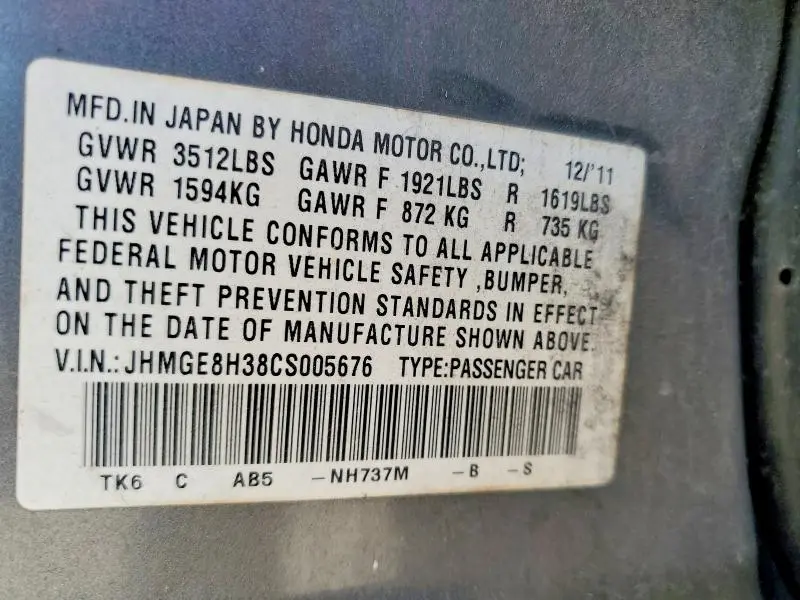 MFD.IN JAPAN BY HONDA MOTOR CO.,LTD; 12/'11
GVWR 3512LBS GAWR F 1921LBS R 1619LBS
GVWR 1594KG GAWR F 872 KG R 735 KG
THIS VEHICLE CONFORMS TO ALL APPLICABLE
FEDERAL MOTOR VEHICLE SAFETY ,BUMPER,
AND THEFT PREVENTION STANDARDS IN EFFECT
ON THE DATE OF MANUFACTURE SHOWN ABOVE.
V.I.N.: JHMGE8H38CS005676 TYPE:PASSENGER CAR
TK6 C AB5 -NH737M -B -S